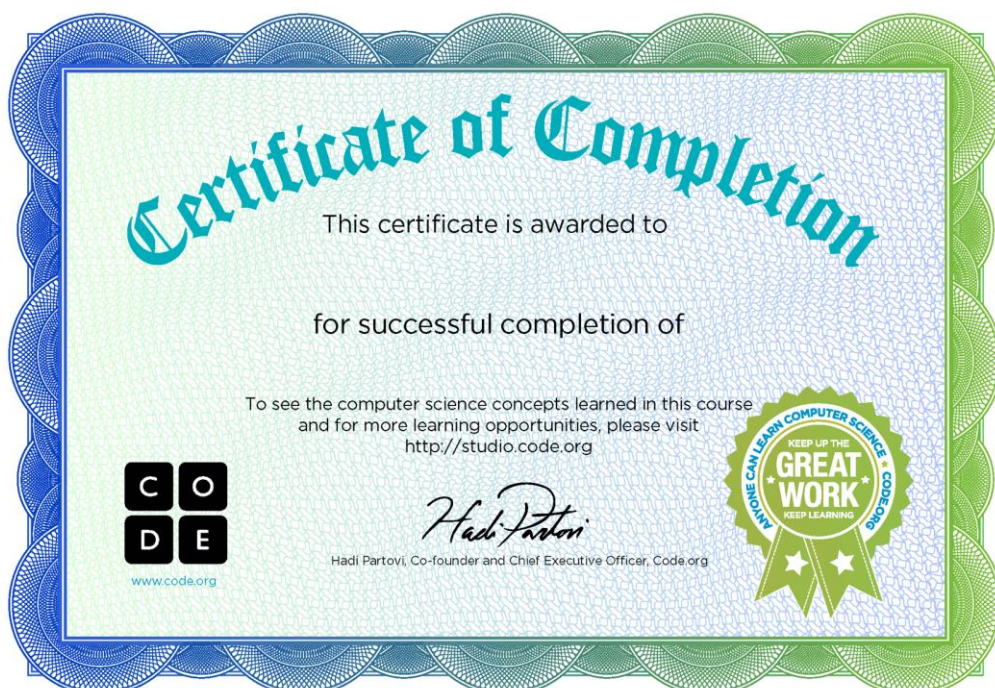 Certificate of Completion
This certificate is awarded to
for successful completion of
To see the computer science concepts learned in this course
and for more learning opportunities, please visit
http://studio.code.org
C O
D E
www.code.org
Hadi Partovi
Hadi Partovi, Co-founder and Chief Executive Officer, Code.org
ANYONE CAN LEARN COMPUTER SCIENCE ★ CODE.ORG
KEEP UP THE
GREAT
WORK
KEEP LEARNING